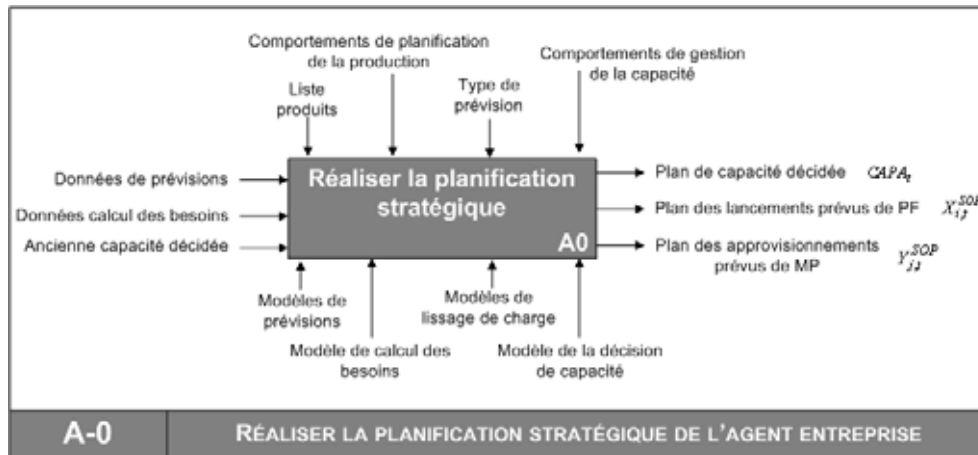 Comportements de planification
de la production
Comportements de gestion
de la capacité
Liste
produits
Type de
prévision
Données de prévisions
Données calcul des besoins
Ancienne capacité décidée
Réaliser la planification
stratégique
A0
Plan de capacité décidée CAPAₜ
Plan des lancements prévus de PF
Plan des approvisionnements
prévus de MP
Modèles de
prévisions
Modèles de
lissage de charge
Modèle de calcul des
besoins
Modèle de la décision
de capacité
A-0
RÉALISER LA PLANIFICATION STRATÉGIQUE DE L'AGENT ENTREPRISE